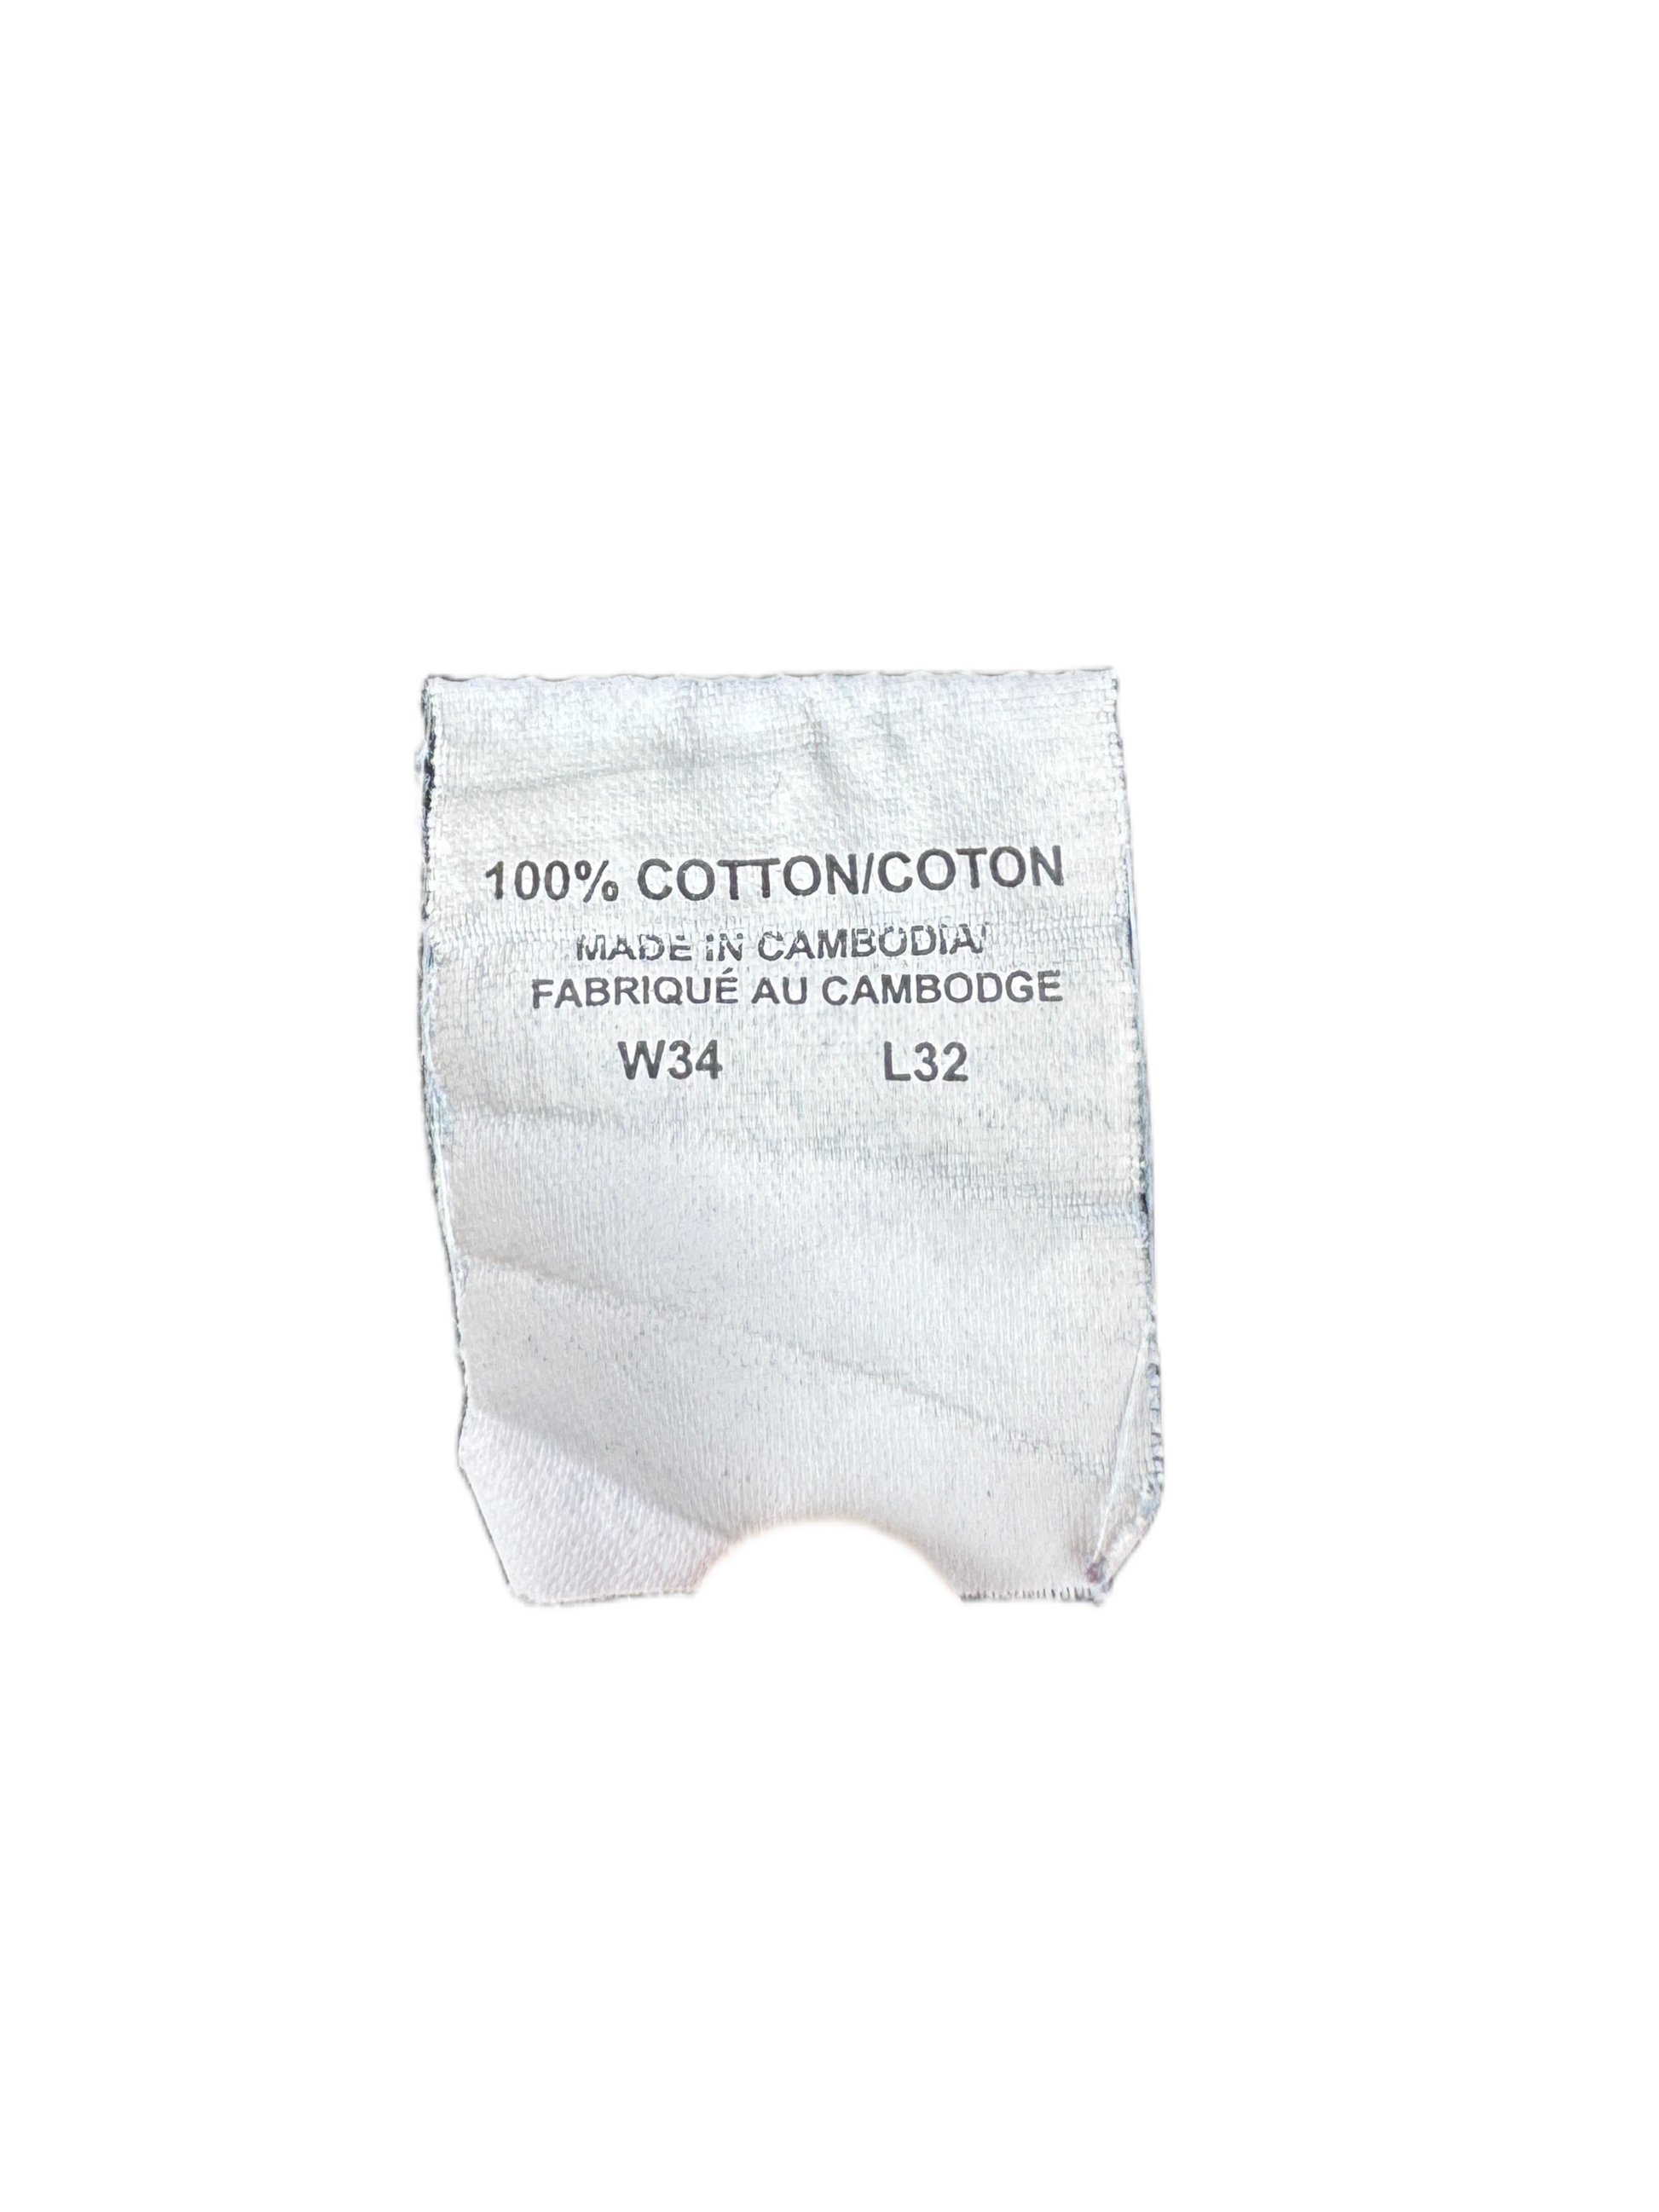 100% COTTON/COTON
MADE IN CAMBODIA/
FABRIQUÉ AU CAMBODGE
W34 L32